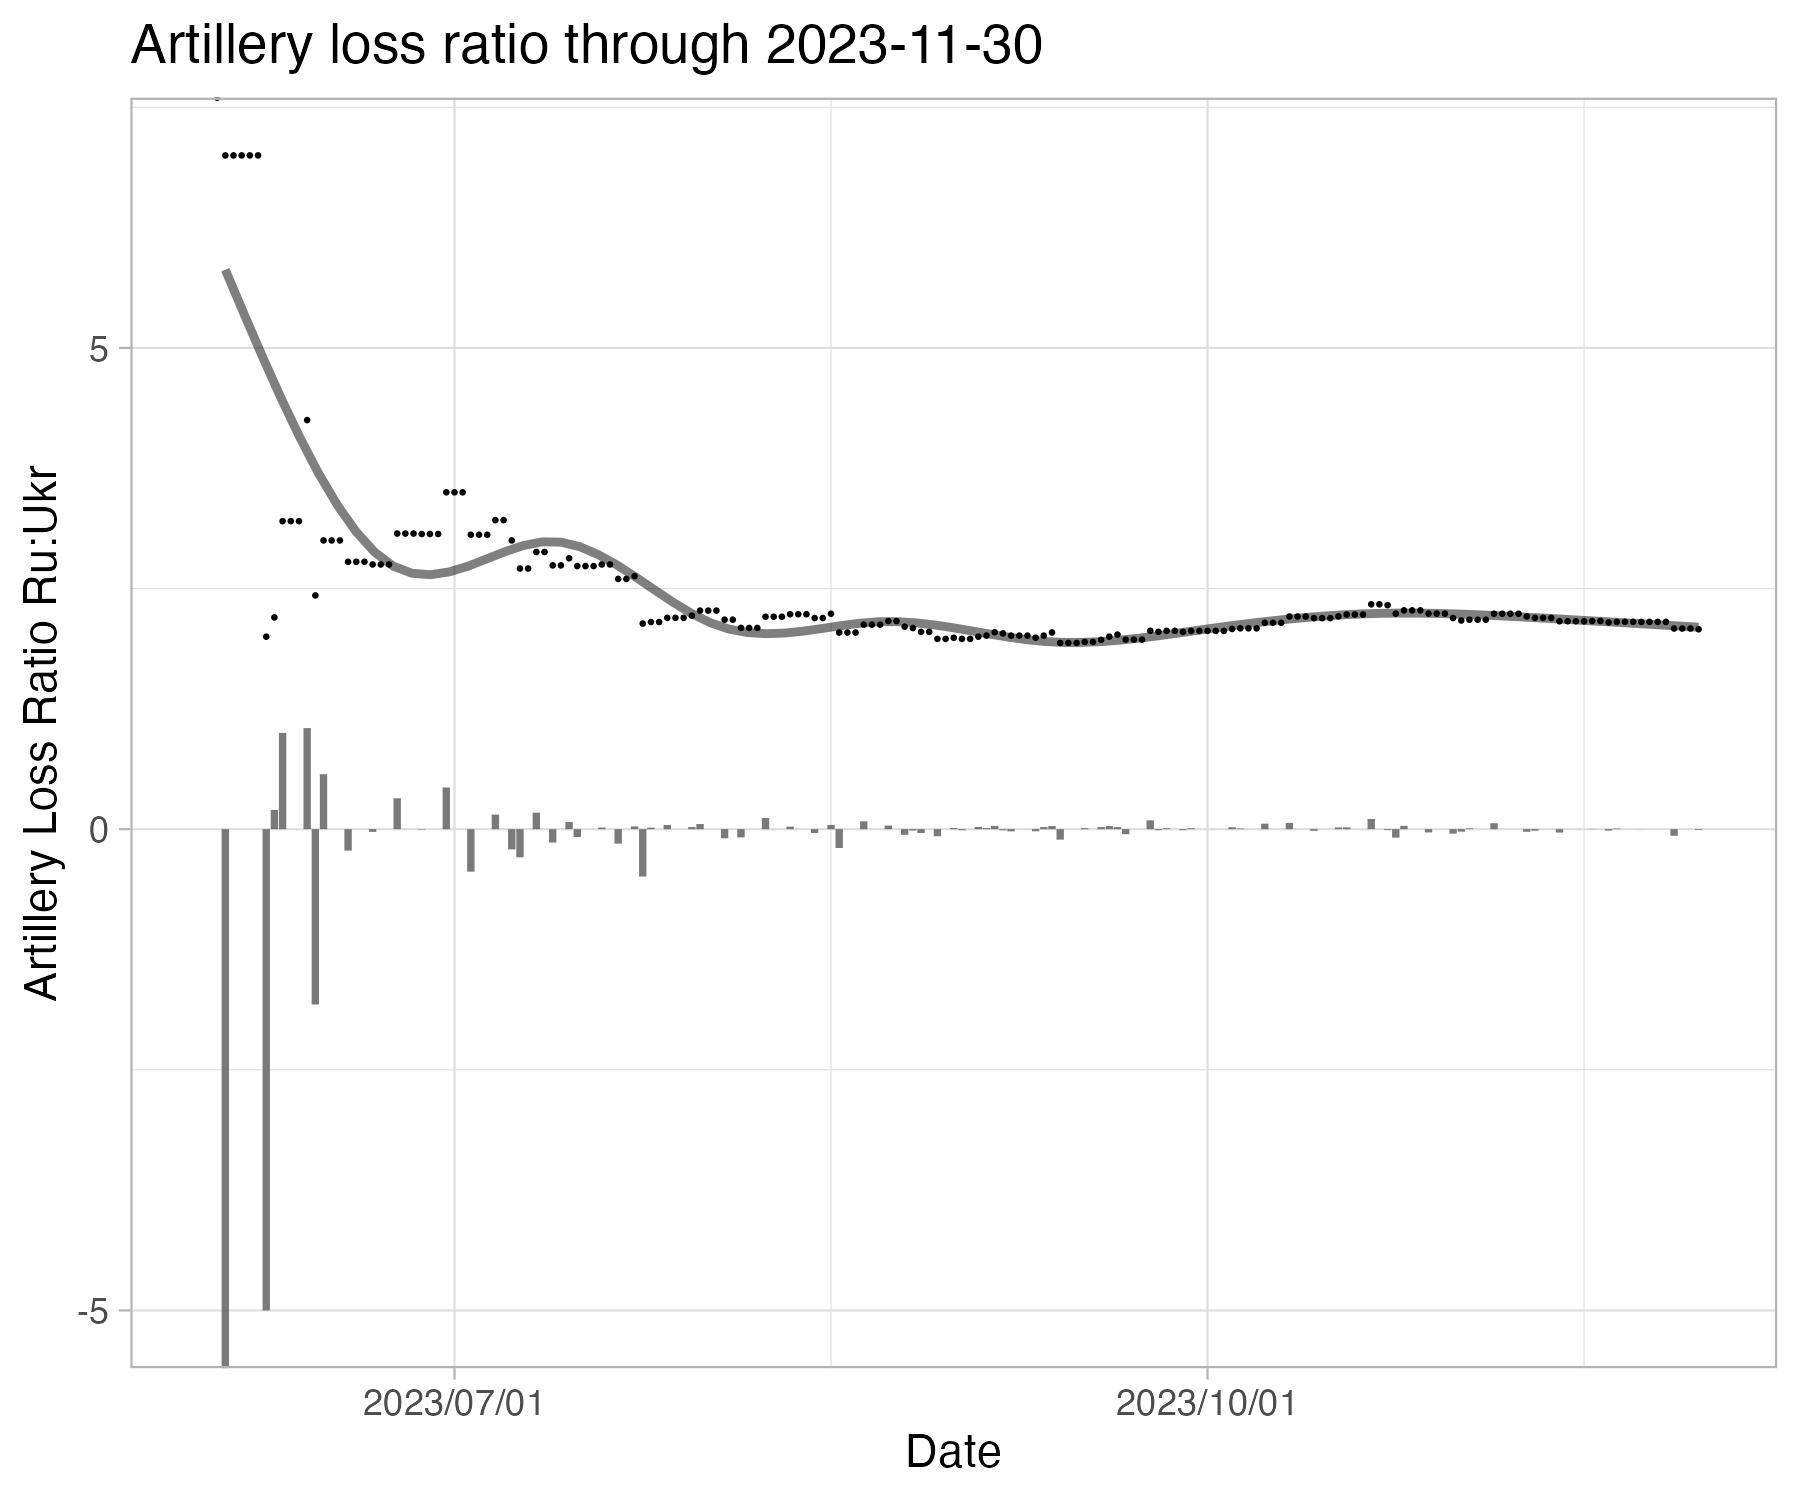 Artillery loss ratio through 2023-11-30
Artillery Loss Ratio Ru:Ukr
5
0
-5
2023/07/01
2023/10/01
Date